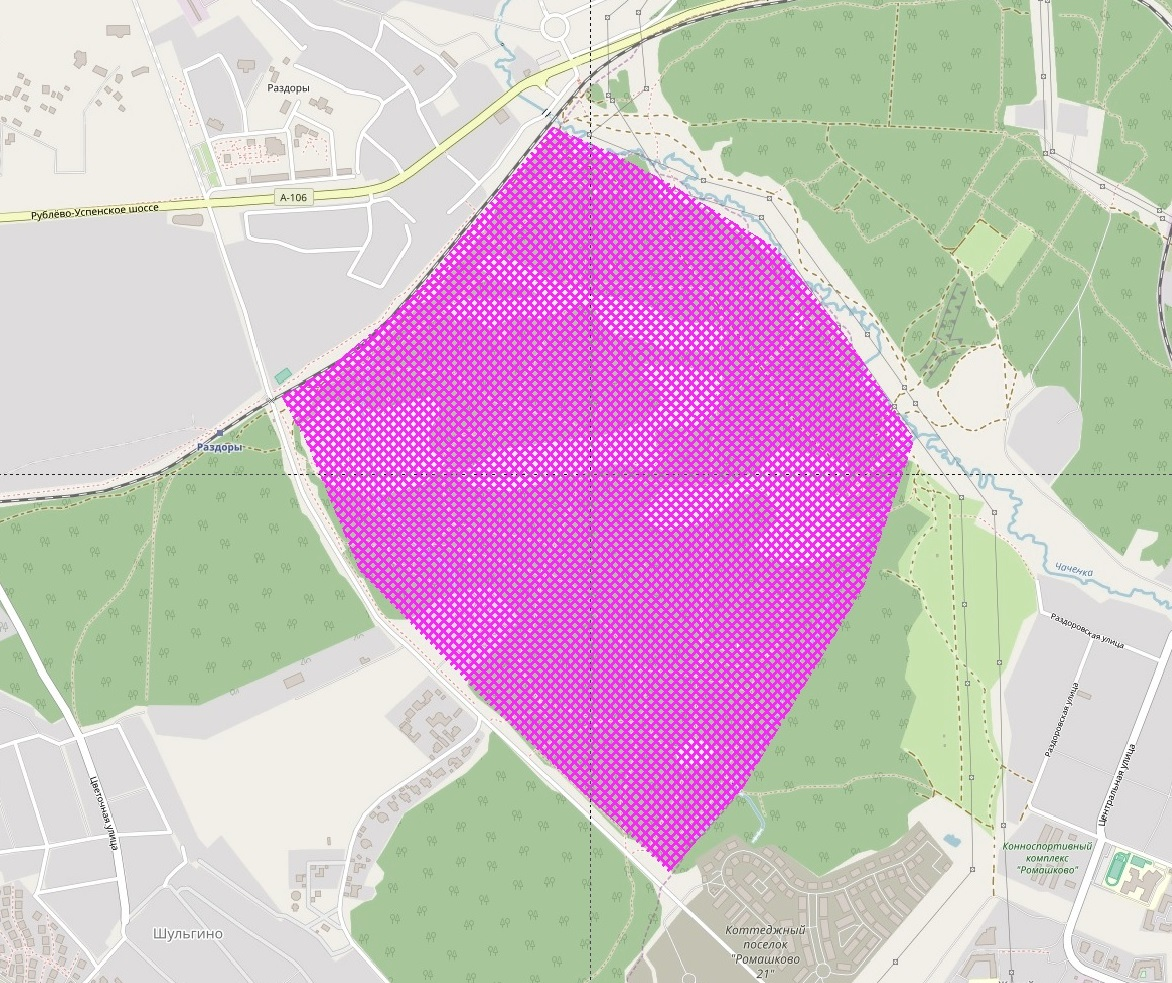 Раздоры
А-106
Рублёво-Успенское шоссе
Раздоры
Чаченка
Раздоровская улица
Раздоровская улица
Центральная улица
Цветочная улица
Конноспортивный
комплекс
"Ромашково"
Шульгино
Коттеджный
поселок
"Ромашково
21"